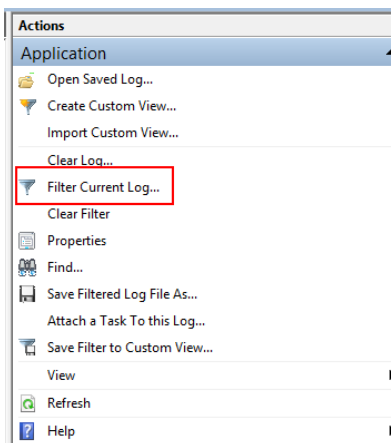 Actions
Application
Open Saved Log...
Create Custom View...
Import Custom View...
Clear Log...
Filter Current Log...
Clear Filter
Properties
Find...
Save Filtered Log File As...
Attach a Task To this Log...
Save Filter to Custom View...
View
Refresh
Help